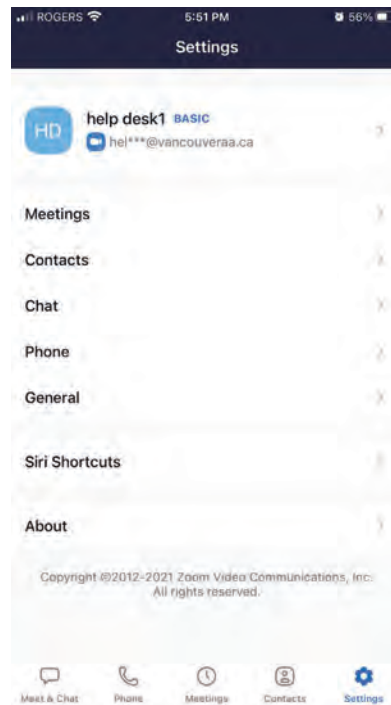 ROGERS 5:51 PM 56%
Settings
HD
help desk1 BASIC
hel***@vancouveraa.ca
Meetings
Contacts
Chat
Phone
General
Siri Shortcuts
About
Copyright ©2012-2021 Zoom Video Communications, Inc.
All rights reserved.
Meet & Chat Phone Meetings Contacts Settings